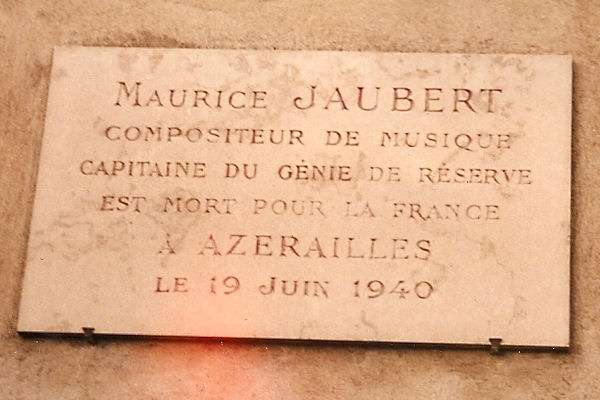 MAURICE JAUBERT
COMPOSITEUR DE MUSIQUE
CAPITAINE DU GÉNIE DE RÉSERVE
EST MORT POUR LA FRANCE
À AZERAILLES
LE 19 JUIN 1940